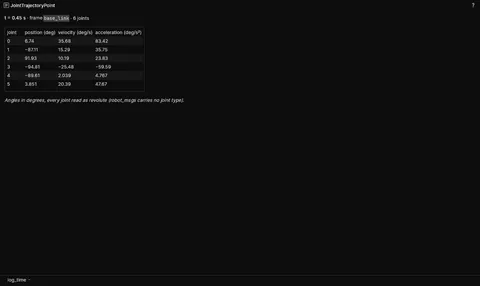 JointTrajectoryPoint ?
t = 0.45 s · frame base_link · 6 joints
joint position (deg) velocity (deg/s) acceleration (deg/s²)
0 6.74 35.68 83.42
1 −87.11 15.29 35.75
2 91.93 10.19 23.83
3 −94.81 −25.48 −59.59
4 −89.61 2.039 4.767
5 3.851 20.39 47.67
Angles in degrees, every joint read as revolute (robot_msgs carries no joint type).
log_time